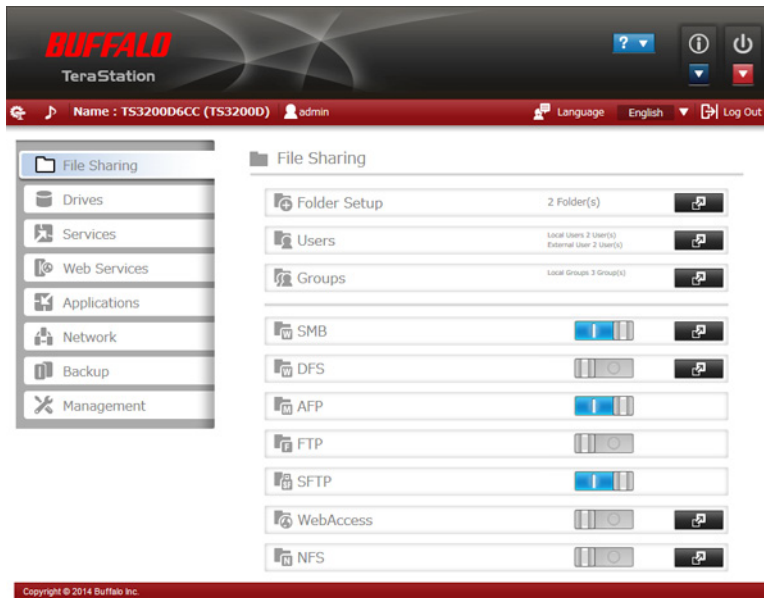 BUFFALO
TeraStation
?
Name : TS3200D6CC (TS3200D) admin Language English Log Out
File Sharing
Drives
Services
Web Services
Applications
Network
Backup
Management
File Sharing
Folder Setup 2 Folder(s)
Users Local Users 2 User(s)
External User 2 User(s)
Groups Local Groups 3 Group(s)
SMB
DFS
AFP
FTP
SFTP
WebAccess
NFS
Copyright © 2014 Buffalo Inc.